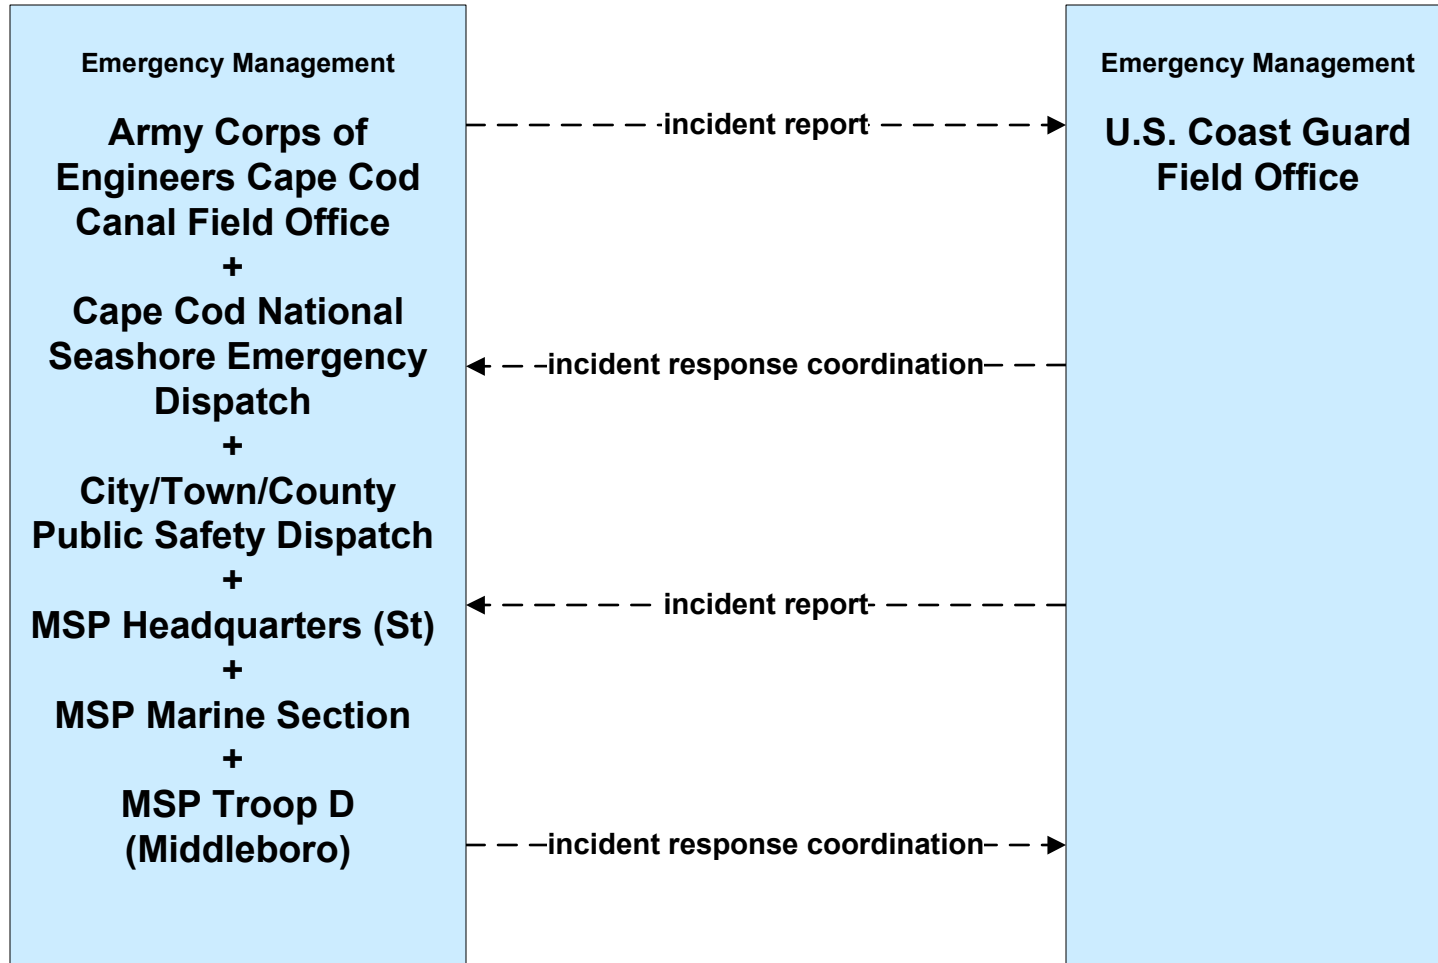 Emergency Management
Army Corps of
Engineers Cape Cod
Canal Field Office
+
Cape Cod National
Seashore Emergency
Dispatch
+
City/Town/County
Public Safety Dispatch
+
MSP Headquarters (St)
+
MSP Marine Section
+
MSP Troop D
(Middleboro)
incident report
incident response coordination
incident report
incident response coordination
Emergency Management
U.S. Coast Guard
Field Office